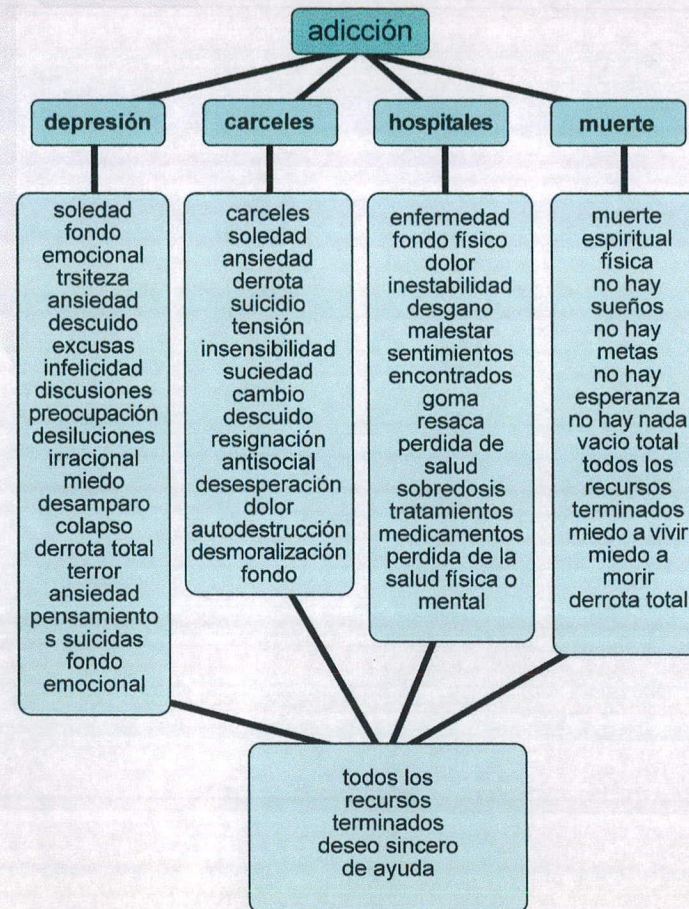 adicción
depresión
carceles
hospitales
muerte
soledad
fondo
emocional
trsiteza
ansiedad
descuido
excusas
infelicidad
discusiones
preocupación
desiluciones
irracional
miedo
desamparo
colapso
derrota total
terror
ansiedad
pensamiento
s suicidas
fondo
emocional
carceles
soledad
ansiedad
derrota
suicidio
tensión
insensibilidad
suciedad
cambio
descuido
resignación
antisocial
desesperación
dolor
autodestrucción
desmoralización
fondo
enfermedad
fondo físico
dolor
inestabilidad
desgano
malestar
sentimientos
encontrados
goma
resaca
perdida de
salud
sobredosis
tratamientos
medicamentos
perdida de la
salud física o
mental
muerte
espiritual
física
no hay
sueños
no hay
metas
no hay
esperanza
no hay nada
vacio total
todos los
recursos
terminados
miedo a vivir
miedo a
morir
derrota total
todos los
recursos
terminados
deseo sincero
de ayuda